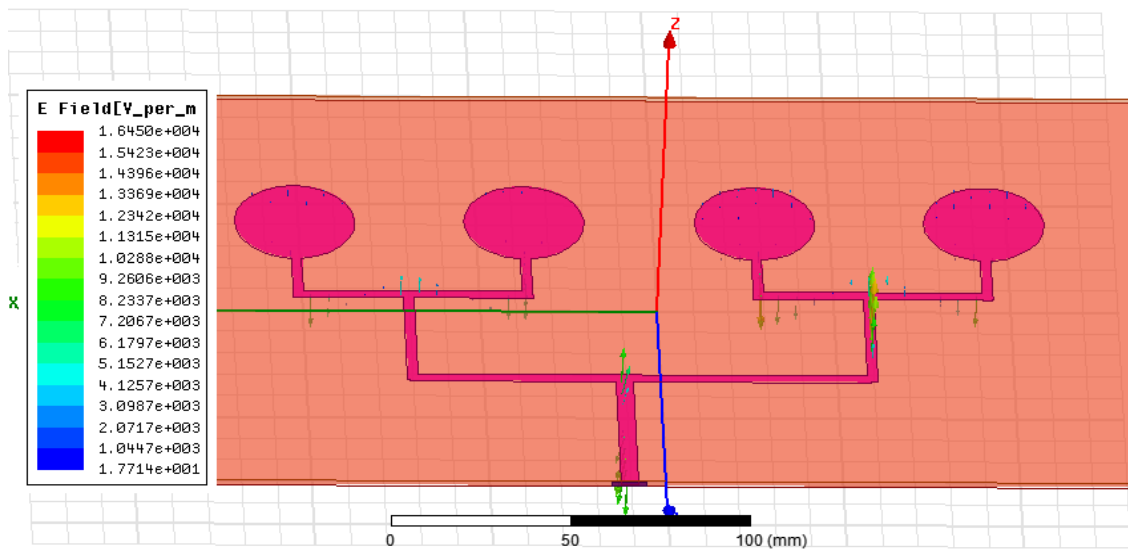 Z
E Field[V_per_m
1.6450e+004
1.5423e+004
1.4396e+004
1.3369e+004
1.2342e+004
1.1315e+004
1.0288e+004
9.2606e+003
8.2337e+003
7.2067e+003
6.1797e+003
5.1527e+003
4.1257e+003
3.0987e+003
2.0717e+003
1.0447e+003
1.7714e+001
X
0 50 100 (mm)